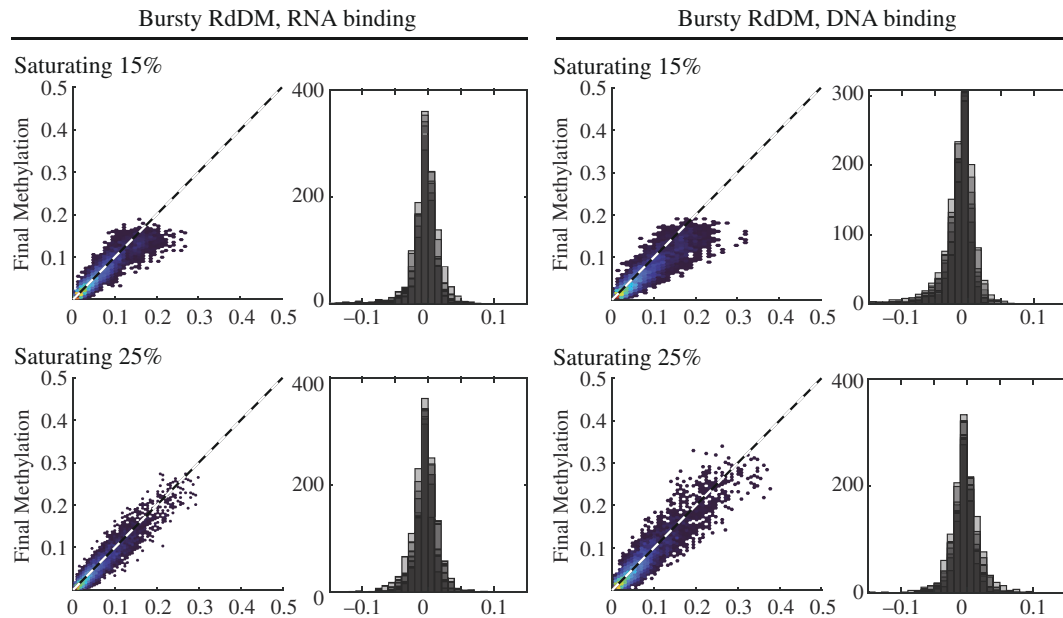 Bursty RdDM, RNA binding
Bursty RdDM, DNA binding
Saturating 15%
Final Methylation
0.5
0.4
0.3
0.2
0.1
0 0.1 0.2 0.3 0.4 0.5
400
200
0
–0.1 0 0.1
Saturating 15%
Final Methylation
0.5
0.4
0.3
0.2
0.1
0 0.1 0.2 0.3 0.4 0.5
300
200
100
0
–0.1 0 0.1
Saturating 25%
Final Methylation
0.5
0.4
0.3
0.2
0.1
0 0.1 0.2 0.3 0.4 0.5
400
200
0
–0.1 0 0.1
Saturating 25%
Final Methylation
0.5
0.4
0.3
0.2
0.1
0 0.1 0.2 0.3 0.4 0.5
400
200
0
–0.1 0 0.1